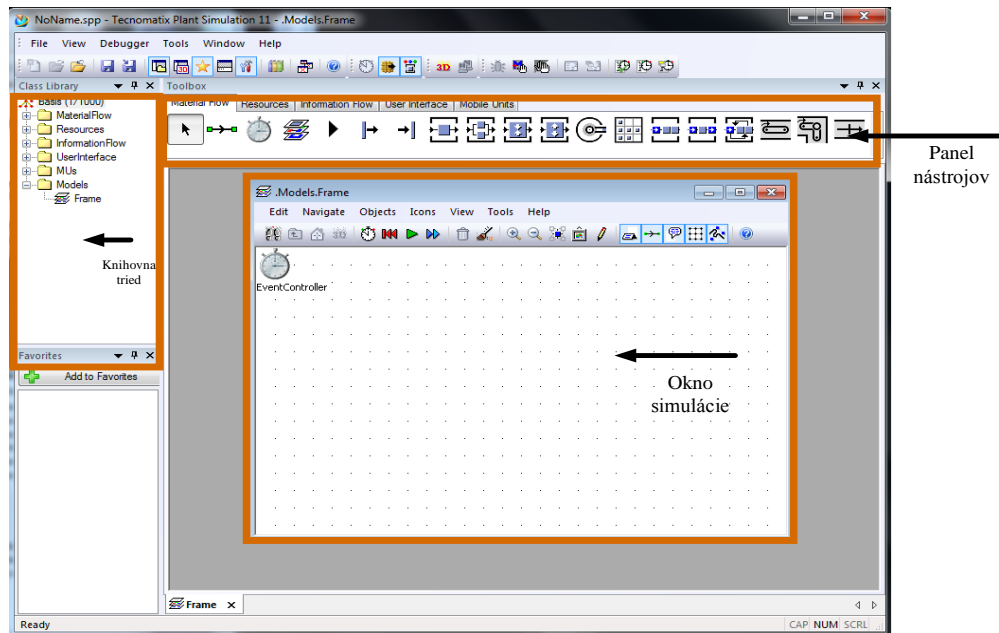 NoName.spp - Tecnomatix Plant Simulation 11 - .Models.Frame
File View Debugger Tools Window Help
3D
Class Library
Toolbox
Basis (1/1000)
MaterialFlow
Resources
InformationFlow
UserInterface
MUs
Models
Frame
Material Flow Resources Information Flow User Interface Mobile Units
Panel
nástrojov
Knihovna
tried
.Models.Frame
Edit Navigate Objects Icons View Tools Help
3D
EventController
Okno
simulácie
Favorites
Add to Favorites
Frame
Ready
CAP NUM SCRL